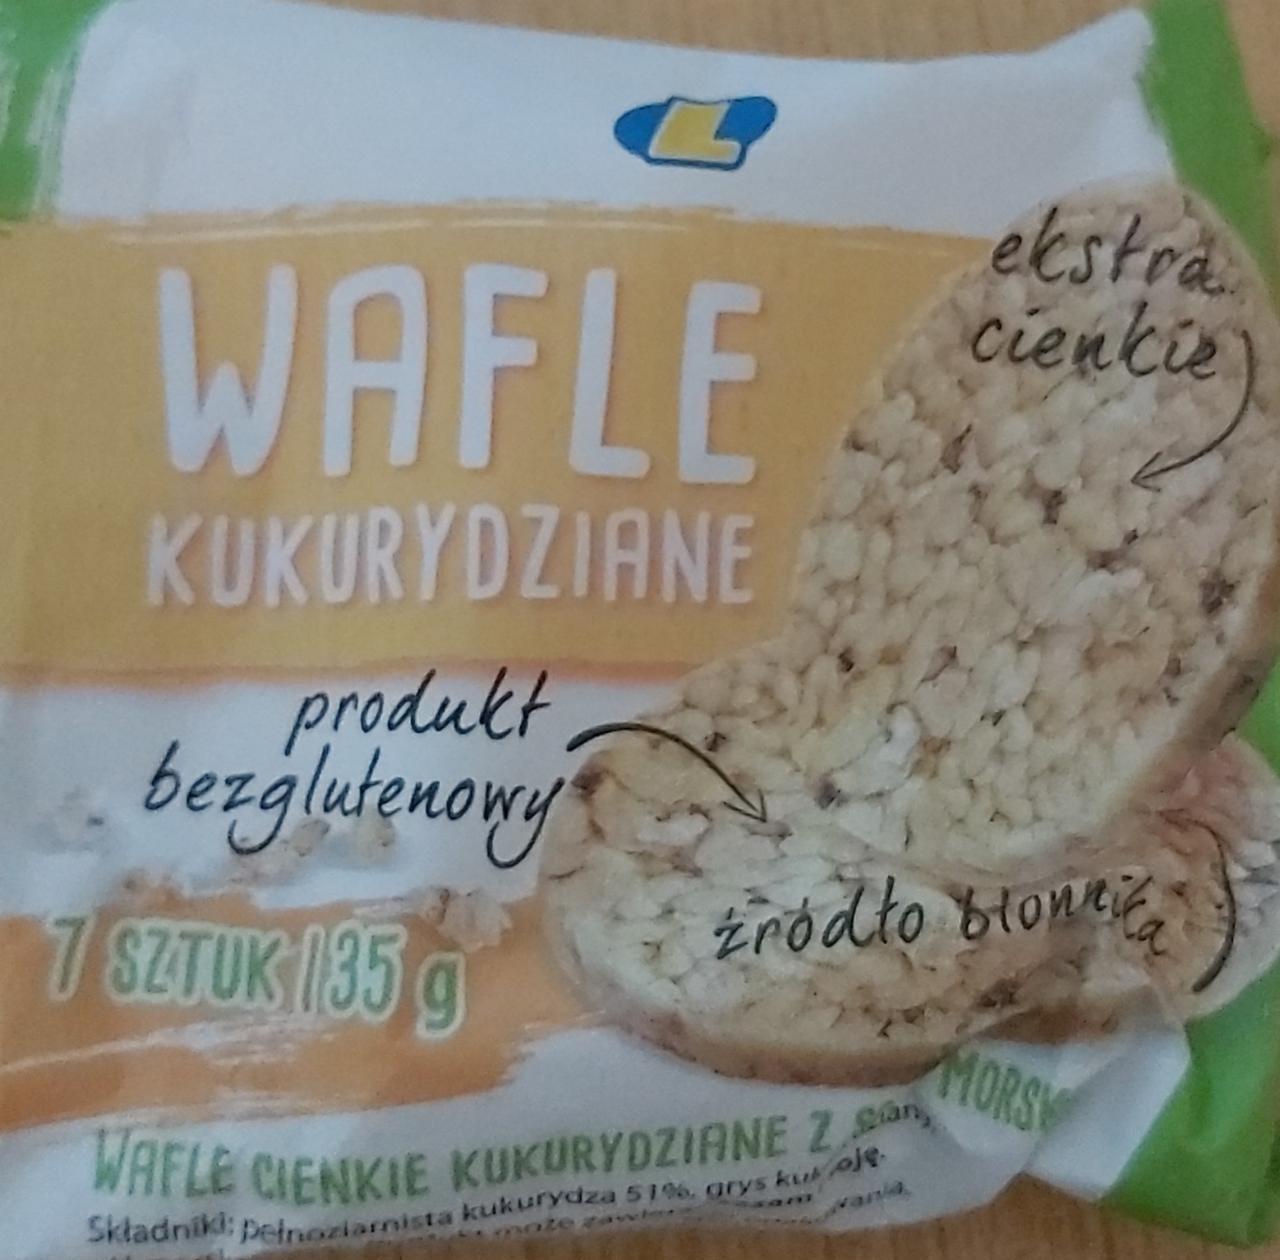 L
ekstra
cienkie
WAFLE
KUKURYDZIANE
produkt
bezglutenowy
źródło błonnika
7 SZTUK | 35 g
WAFLE CIENKIE KUKURYDZIANE Z MORSK
Składniki: pełnoziarnista kukurydza 51%, grys
może